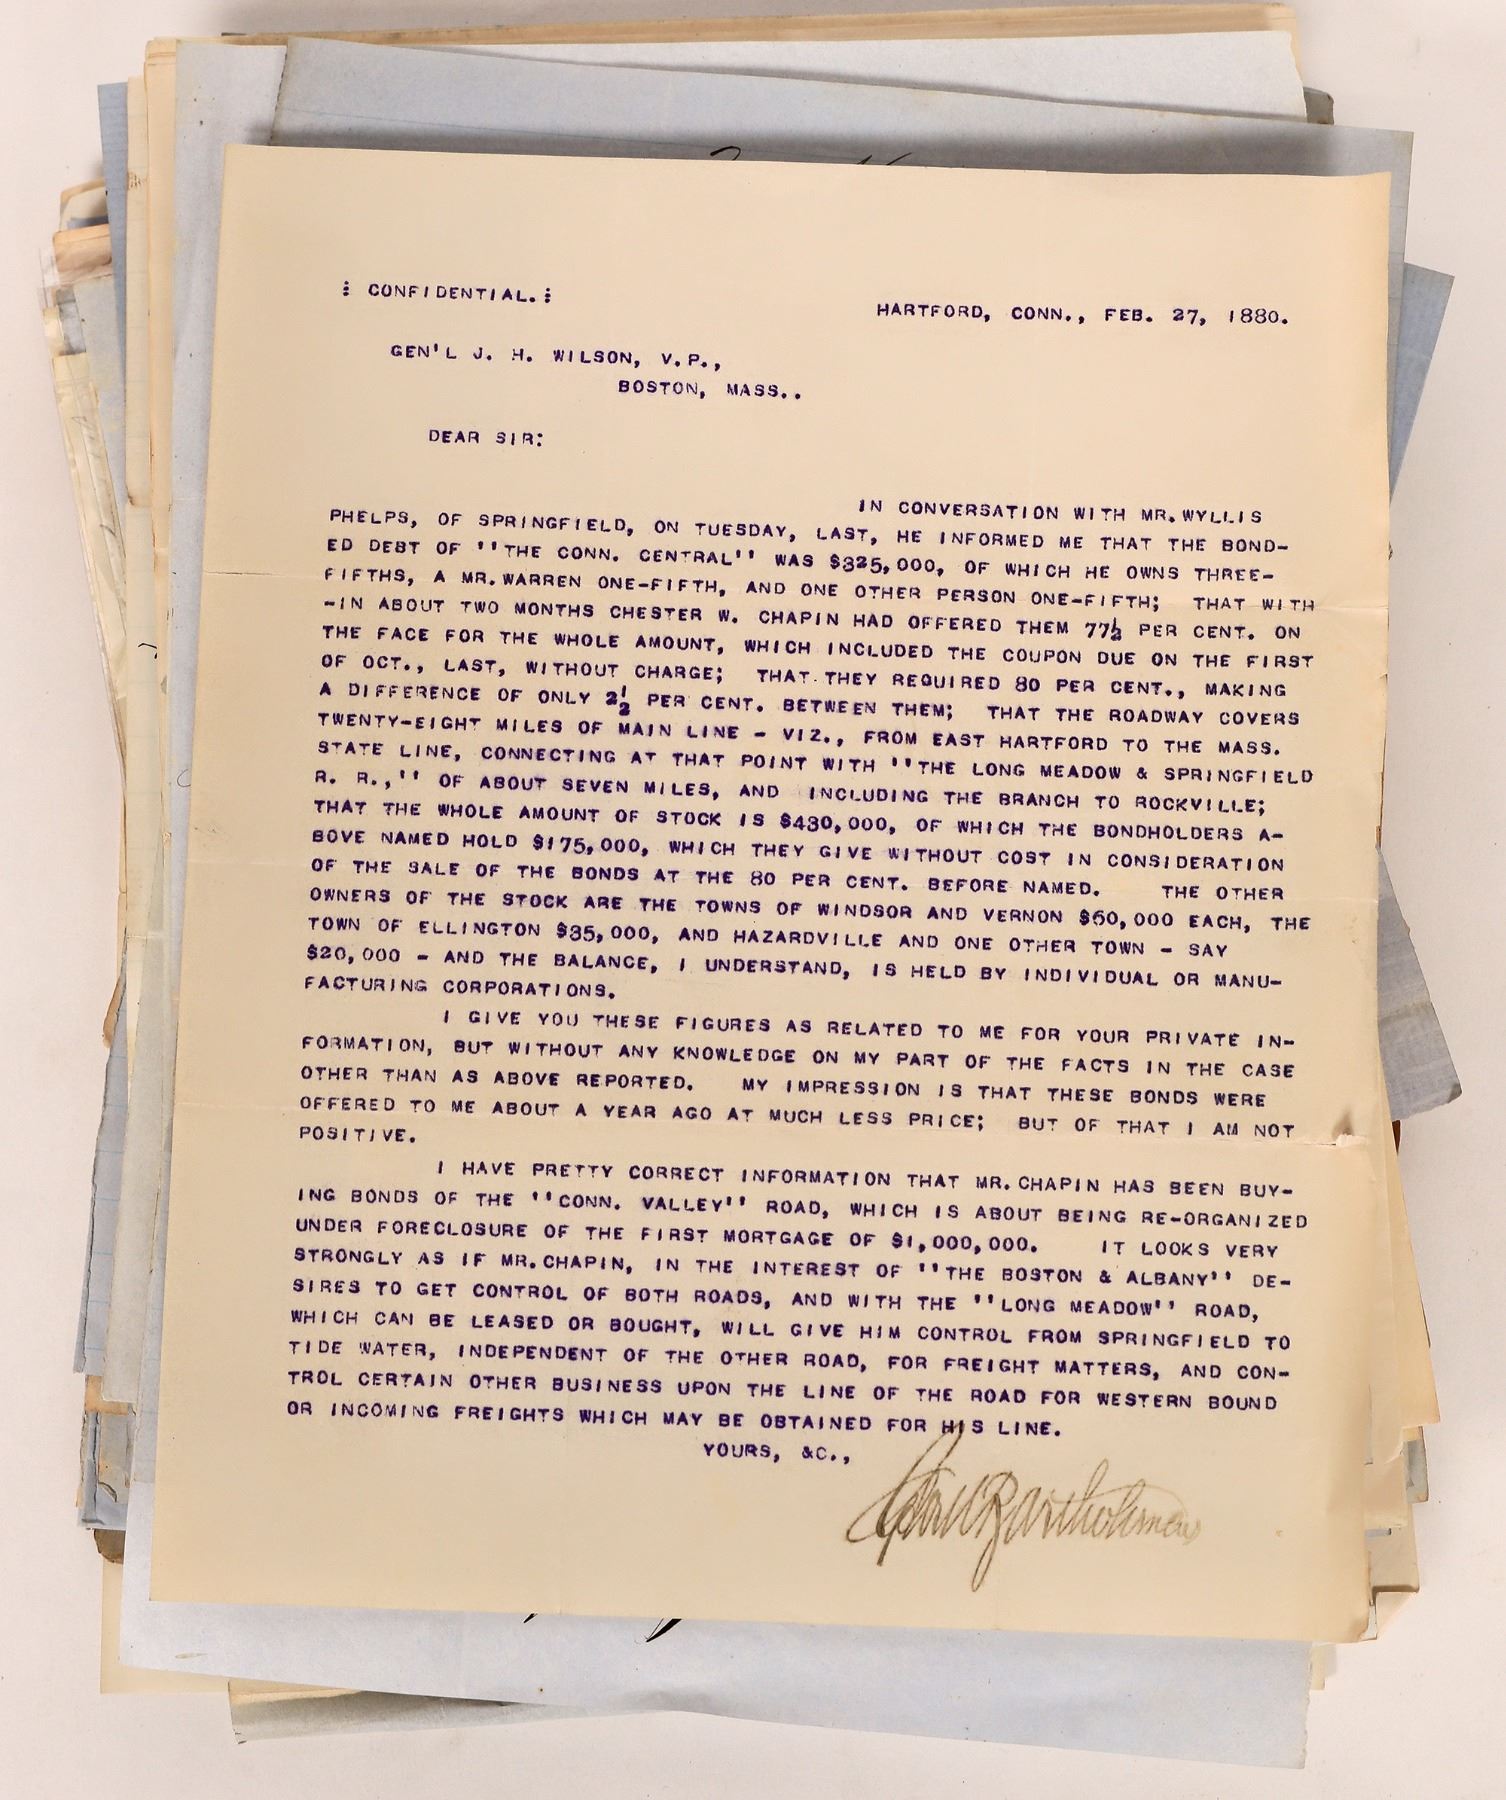 ⋮ CONFIDENTIAL. ⋮
HARTFORD, CONN., FEB. 27, 1880.
GEN'L J. H. WILSON, V.P.,
BOSTON, MASS..
DEAR SIR:
IN CONVERSATION WITH MR. WYLLIS
PHELPS, OF SPRINGFIELD, ON TUESDAY, LAST, HE INFORMED ME THAT THE BOND-
ED DEBT OF ''THE CONN. CENTRAL'' WAS $325,000, OF WHICH HE OWNS THREE-
FIFTHS, A MR. WARREN ONE-FIFTH, AND ONE OTHER PERSON ONE-FIFTH; THAT WITH
-IN ABOUT TWO MONTHS CHESTER W. CHAPIN HAD OFFERED THEM 77½ PER CENT. ON
THE FACE FOR THE WHOLE AMOUNT, WHICH INCLUDED THE COUPON DUE ON THE FIRST
OF OCT., LAST, WITHOUT CHARGE; THAT THEY REQUIRED 80 PER CENT., MAKING
A DIFFERENCE OF ONLY 2½ PER CENT. BETWEEN THEM; THAT THE ROADWAY COVERS
TWENTY-EIGHT MILES OF MAIN LINE - VIZ., FROM EAST HARTFORD TO THE MASS.
STATE LINE, CONNECTING AT THAT POINT WITH ''THE LONG MEADOW & SPRINGFIELD
R. R.,'' OF ABOUT SEVEN MILES, AND INCLUDING THE BRANCH TO ROCKVILLE;
THAT THE WHOLE AMOUNT OF STOCK IS $430,000, OF WHICH THE BONDHOLDERS A-
BOVE NAMED HOLD $175,000, WHICH THEY GIVE WITHOUT COST IN CONSIDERATION
OF THE SALE OF THE BONDS AT THE 80 PER CENT. BEFORE NAMED. THE OTHER
OWNERS OF THE STOCK ARE THE TOWNS OF WINDSOR AND VERNON $60,000 EACH, THE
TOWN OF ELLINGTON $35,000, AND HAZARDVILLE AND ONE OTHER TOWN - SAY
$20,000 - AND THE BALANCE, I UNDERSTAND, IS HELD BY INDIVIDUAL OR MANU-
FACTURING CORPORATIONS.
I GIVE YOU THESE FIGURES AS RELATED TO ME FOR YOUR PRIVATE IN-
FORMATION, BUT WITHOUT ANY KNOWLEDGE ON MY PART OF THE FACTS IN THE CASE
OTHER THAN AS ABOVE REPORTED. MY IMPRESSION IS THAT THESE BONDS WERE
OFFERED TO ME ABOUT A YEAR AGO AT MUCH LESS PRICE; BUT OF THAT I AM NOT
POSITIVE.
I HAVE PRETTY CORRECT INFORMATION THAT MR. CHAPIN HAS BEEN BUY-
ING BONDS OF THE ''CONN. VALLEY'' ROAD, WHICH IS ABOUT BEING RE-ORGANIZED
UNDER FORECLOSURE OF THE FIRST MORTGAGE OF $1,000,000. IT LOOKS VERY
STRONGLY AS IF MR. CHAPIN, IN THE INTEREST OF ''THE BOSTON & ALBANY'' DE-
SIRES TO GET CONTROL OF BOTH ROADS, AND WITH THE ''LONG MEADOW'' ROAD,
WHICH CAN BE LEASED OR BOUGHT, WILL GIVE HIM CONTROL FROM SPRINGFIELD TO
TIDE WATER, INDEPENDENT OF THE OTHER ROAD, FOR FREIGHT MATTERS, AND CON-
TROL CERTAIN OTHER BUSINESS UPON THE LINE OF THE ROAD FOR WESTERN BOUND
OR INCOMING FREIGHTS WHICH MAY BE OBTAINED FOR HIS LINE.
YOURS, &C.,
Bartholomew